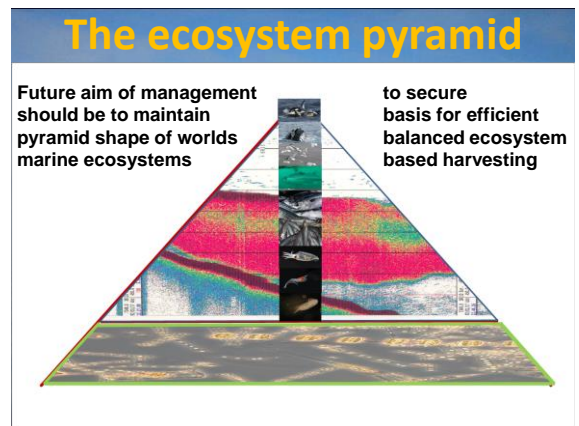 The ecosystem pyramid
Future aim of management
should be to maintain
pyramid shape of worlds
marine ecosystems
to secure
basis for efficient
balanced ecosystem
based harvesting